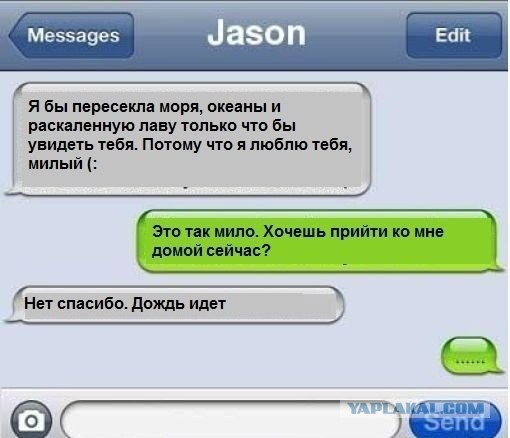 Messages
Jason
Edit
Я бы пересекла моря, океаны и
раскаленную лаву только что бы
увидеть тебя. Потому что я люблю тебя,
милый (:
Это так мило. Хочешь прийти ко мне
домой сейчас?
Нет спасибо. Дождь идет
......
YAPLAKAL.COM
Send